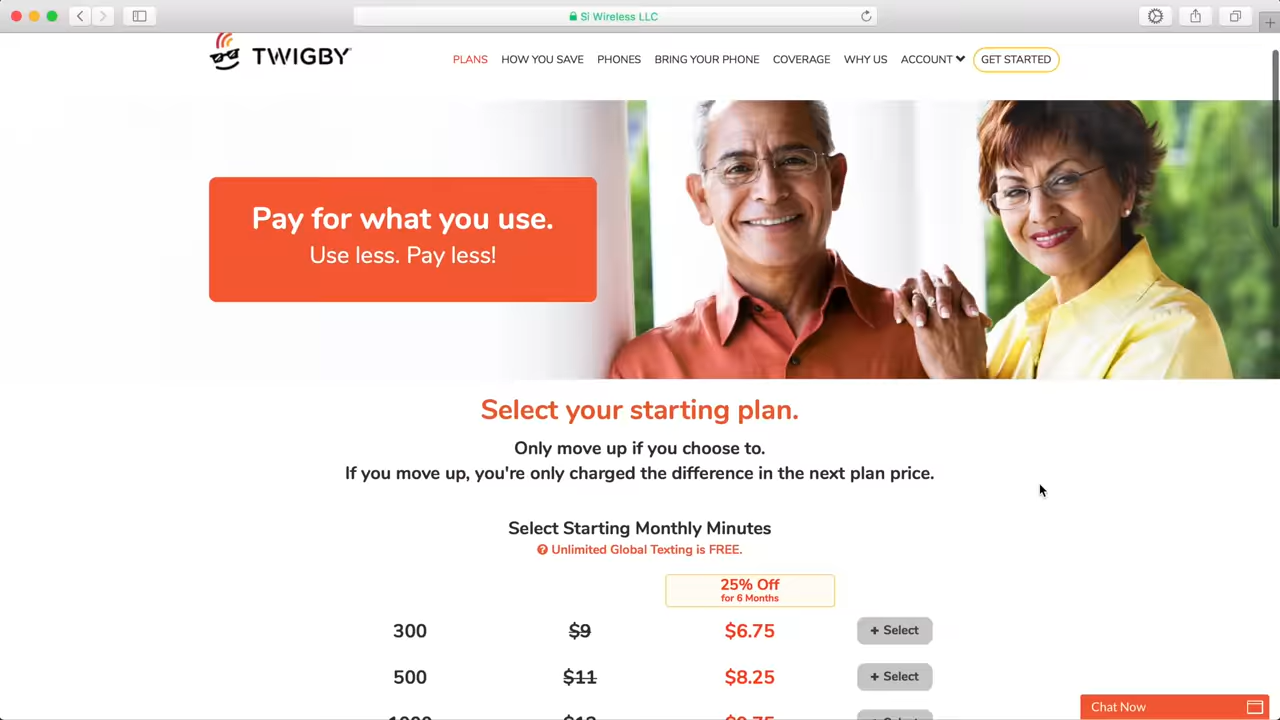 Si Wireless LLC
TWIGBY
PLANS HOW YOU SAVE PHONES BRING YOUR PHONE COVERAGE WHY US ACCOUNT GET STARTED
Pay for what you use.
Use less. Pay less!
Select your starting plan.
Only move up if you choose to.
If you move up, you're only charged the difference in the next plan price.
Select Starting Monthly Minutes
Unlimited Global Texting is FREE.
25% Off
for 6 Months
300 $9 $6.75 + Select
500 $11 $8.25 + Select
Chat Now